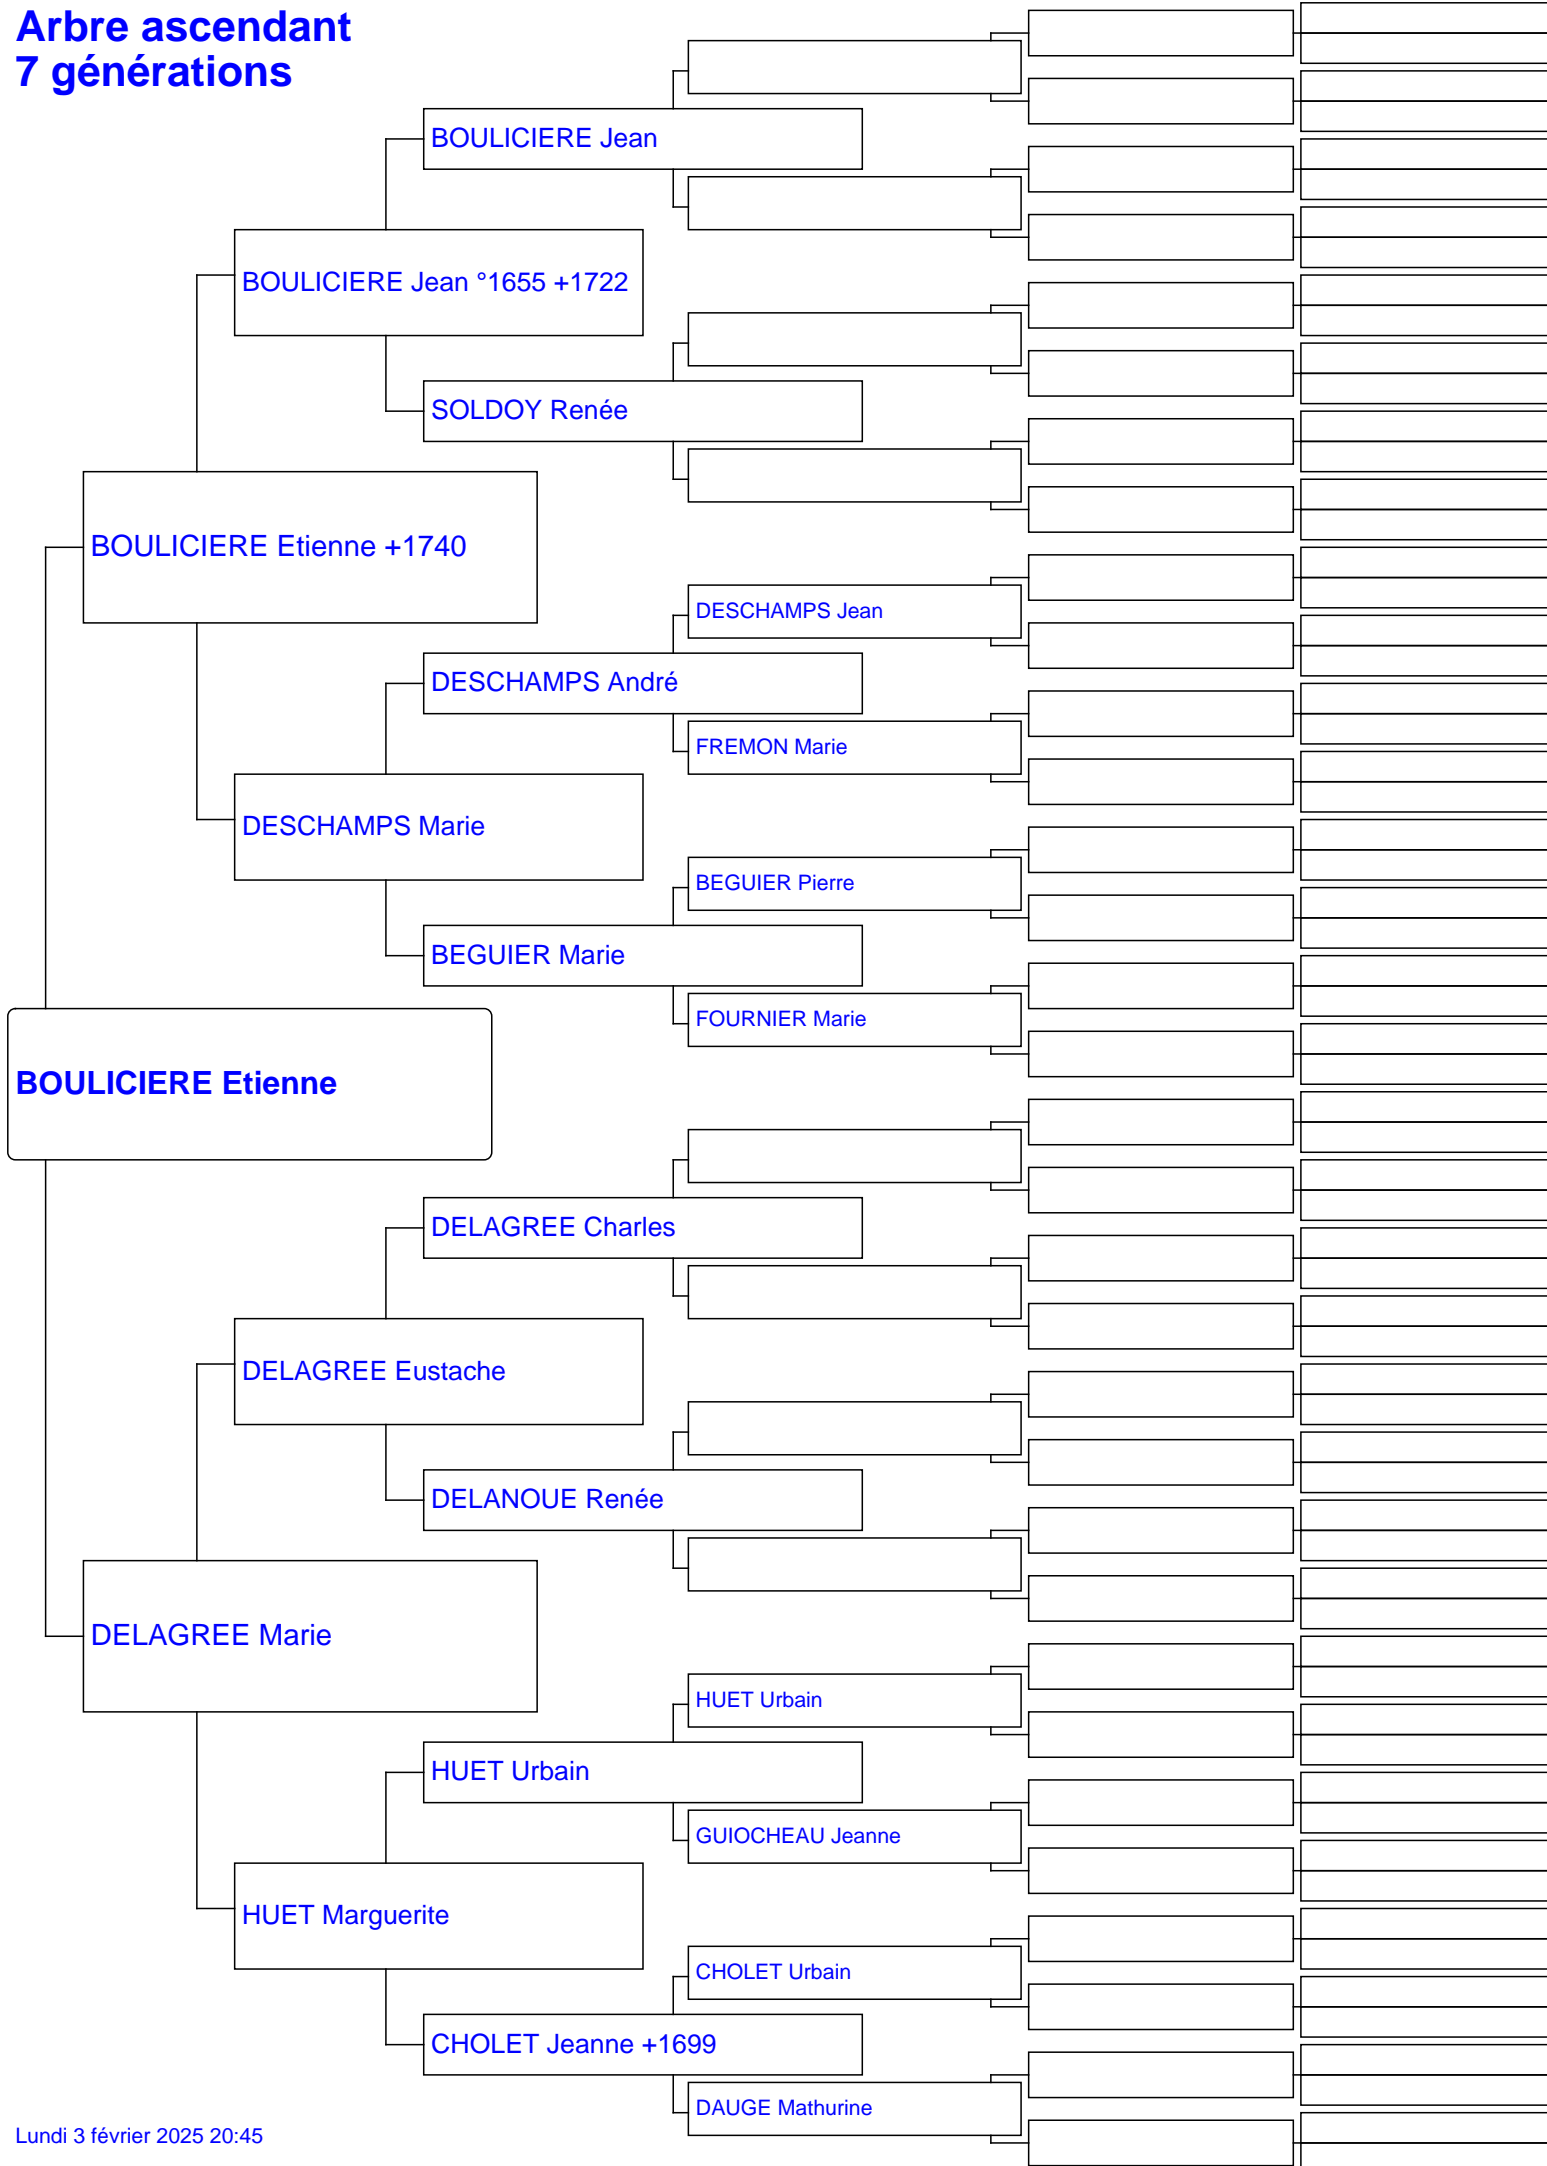 Arbre ascendant
7 générations
BOULICIERE Jean
BOULICIERE Jean °1655 +1722
SOLDOY Renée
BOULICIERE Etienne +1740
DESCHAMPS Jean
DESCHAMPS André
FREMON Marie
DESCHAMPS Marie
BEGUIER Pierre
BEGUIER Marie
FOURNIER Marie
BOULICIERE Etienne
DELAGREE Charles
DELAGREE Eustache
DELANOUE Renée
DELAGREE Marie
HUET Urbain
HUET Urbain
GUIOCHEAU Jeanne
HUET Marguerite
CHOLET Urbain
CHOLET Jeanne +1699
DAUGE Mathurine
Lundi 3 février 2025 20:45